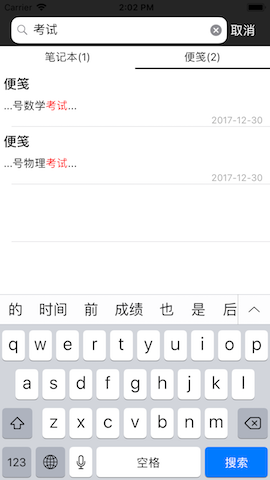 Carrier 2:02 PM
考试 取消
笔记本(1) 便笺(2)
便笺
...号数学考试...
2017-12-30
便笺
...号物理考试...
2017-12-30
的 时间 前 成绩 也 是 后
q w e r t y u i o p
a s d f g h j k l
z x c v b n m
123 空格 搜索